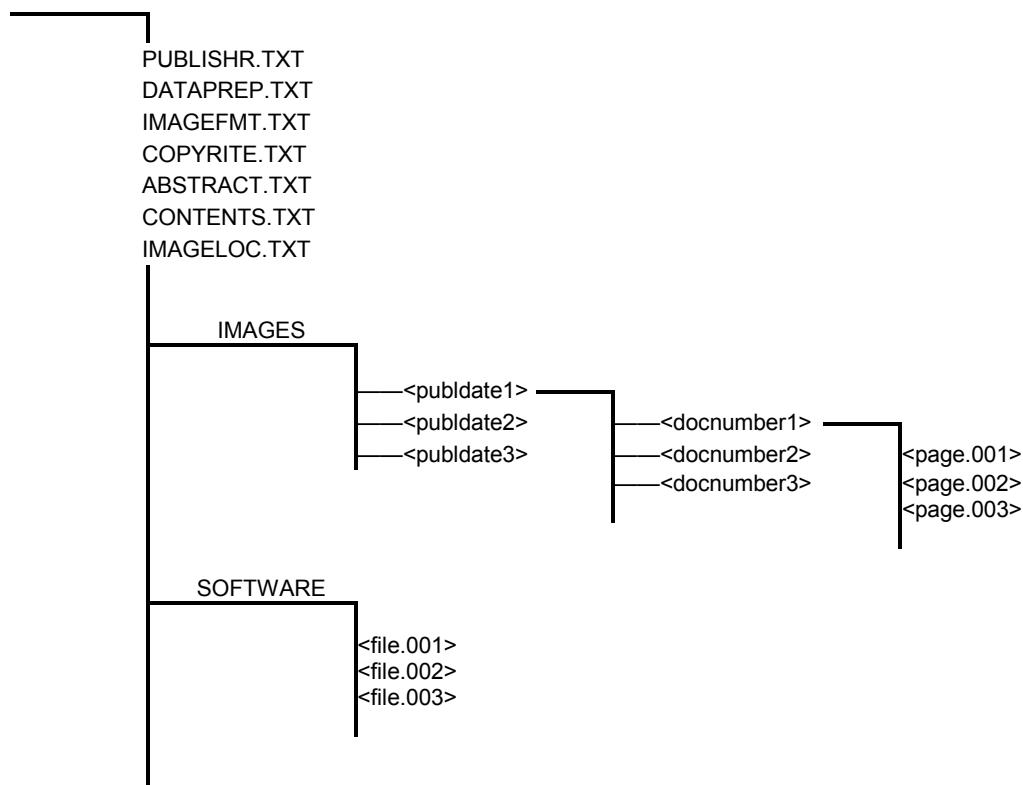 PUBLISHR.TXT
DATAPREP.TXT
IMAGEFMT.TXT
COPYRITE.TXT
ABSTRACT.TXT
CONTENTS.TXT
IMAGELOC.TXT
IMAGES
<publdate1>
<publdate2>
<publdate3>
<docnumber1>
<docnumber2>
<docnumber3>
<page.001>
<page.002>
<page.003>
SOFTWARE
<file.001>
<file.002>
<file.003>